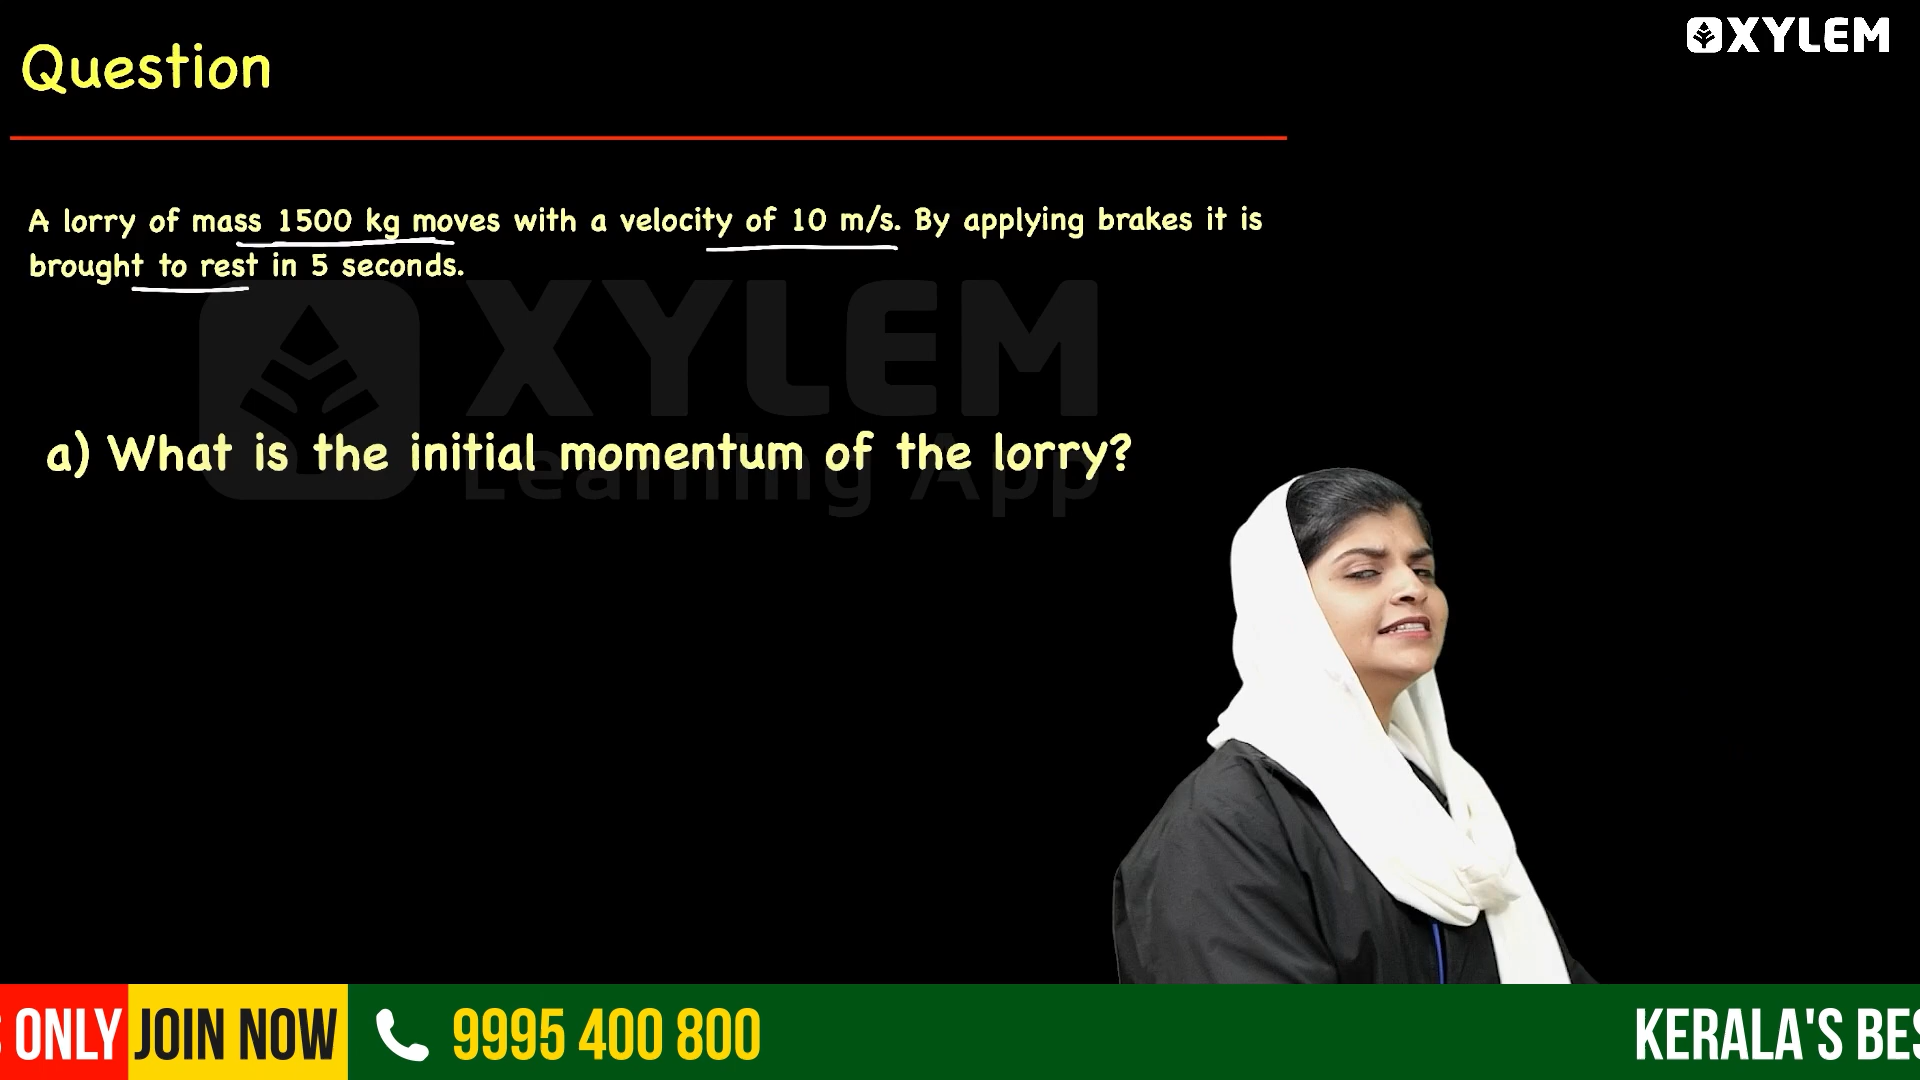 Question
XYLEM
A lorry of mass 1500 kg moves with a velocity of 10 m/s. By applying brakes it is
brought to rest in 5 seconds.
XYLEM
Learning App
a) What is the initial momentum of the lorry?
ONLY JOIN NOW 9995 400 800 KERALA'S